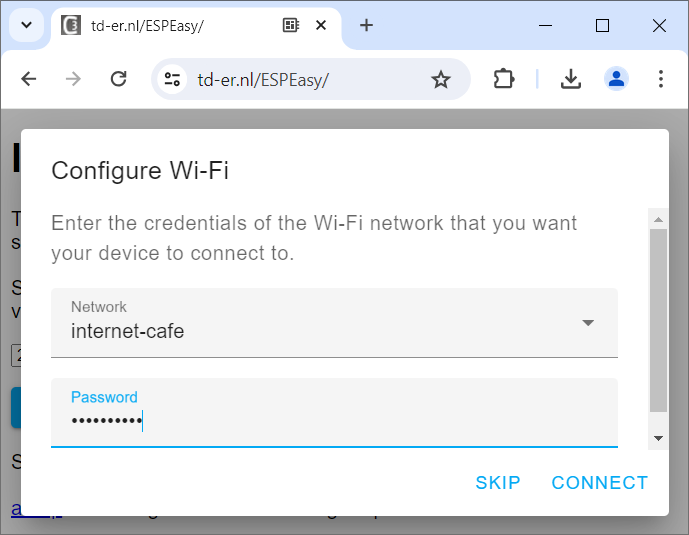 td-er.nl/ESPEasy/
td-er.nl/ESPEasy/
Configure Wi-Fi
Enter the credentials of the Wi-Fi network that you want
your device to connect to.
Network
internet-cafe
Password
••••••••••
SKIP
CONNECT